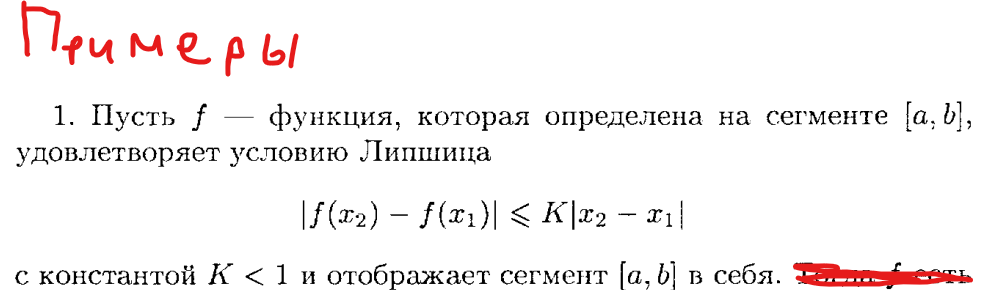 Примеры
1. Пусть f — функция, которая определена на сегменте [a, b],
удовлетворяет условию Липшица
|f(x₂) − f(x₁)| ⩽ K|x₂ − x₁|
с константой K < 1 и отображает сегмент [a, b] в себя.